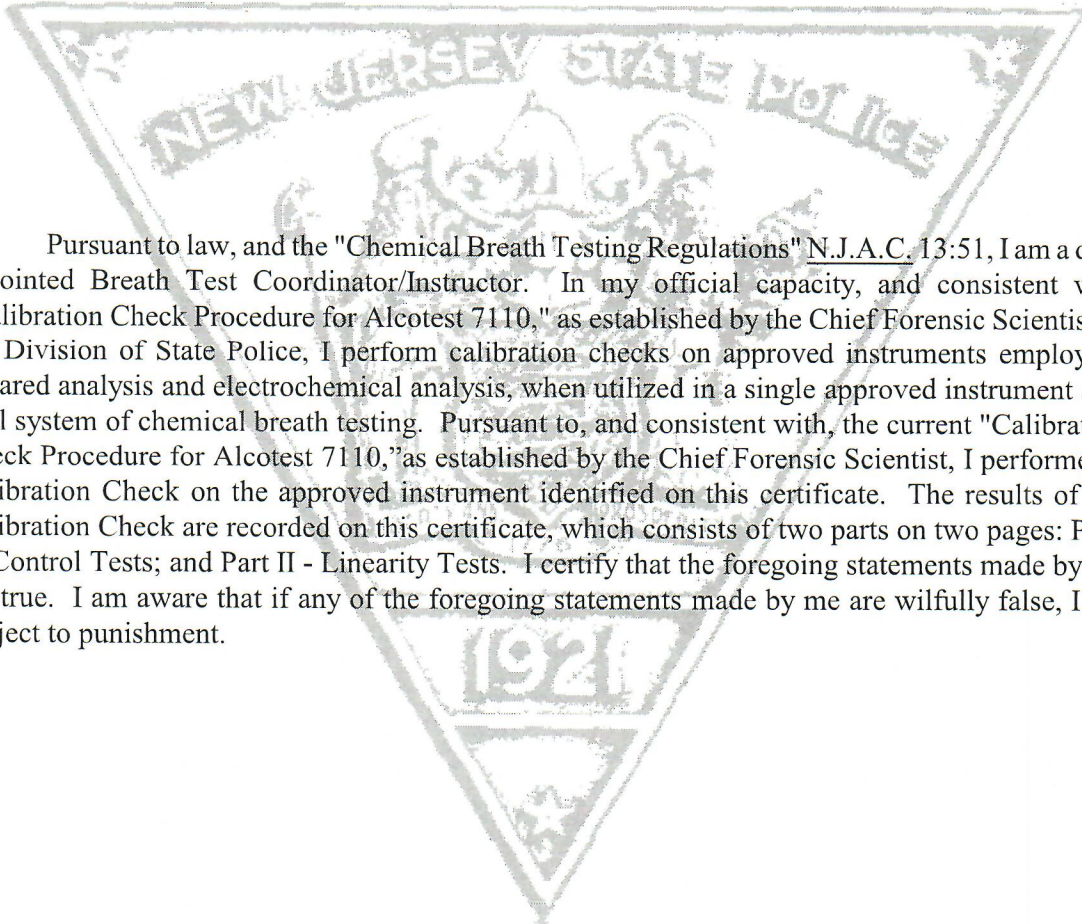 NEW JERSEY STATE POLICE
Pursuant to law, and the "Chemical Breath Testing Regulations" N.J.A.C. 13:51, I am a
ointed Breath Test Coordinator/Instructor. In my official capacity, and consistent
libration Check Procedure for Alcotest 7110," as established by the Chief Forensic Scientis
Division of State Police, I perform calibration checks on approved instruments employ
ared analysis and electrochemical analysis, when utilized in a single approved instrument
l system of chemical breath testing. Pursuant to, and consistent with, the current "Calibrat
eck Procedure for Alcotest 7110,”as established by the Chief Forensic Scientist, I performe
ibration Check on the approved instrument identified on this certificate. The results of
ibration Check are recorded on this certificate, which consists of two parts on two pages:
Control Tests; and Part II - Linearity Tests. I certify that the foregoing statements made by
true. I am aware that if any of the foregoing statements made by me are wilfully false, I
ject to punishment.
1921